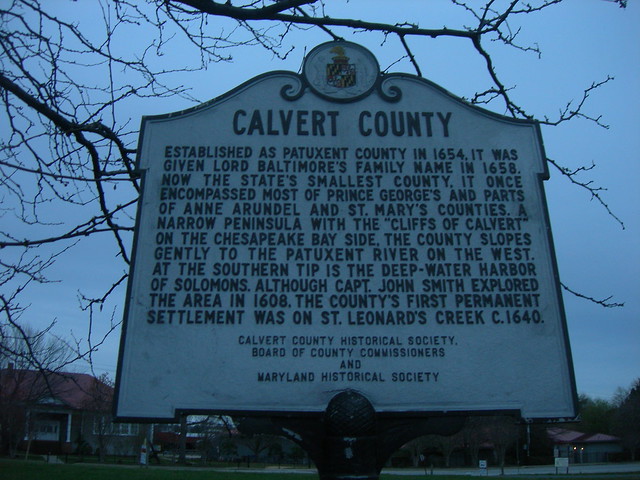 CALVERT COUNTY
ESTABLISHED AS PATUXENT COUNTY IN 1654, IT WAS
GIVEN LORD BALTIMORE'S FAMILY NAME IN 1658.
NOW THE STATE'S SMALLEST COUNTY, IT ONCE
ENCOMPASSED MOST OF PRINCE GEORGE'S AND PARTS
OF ANNE ARUNDEL AND ST. MARY'S COUNTIES. A
NARROW PENINSULA WITH THE "CLIFFS OF CALVERT"
ON THE CHESAPEAKE BAY SIDE, THE COUNTY SLOPES
GENTLY TO THE PATUXENT RIVER ON THE WEST.
AT THE SOUTHERN TIP IS THE DEEP-WATER HARBOR
OF SOLOMONS. ALTHOUGH CAPT. JOHN SMITH EXPLORED
THE AREA IN 1608, THE COUNTY'S FIRST PERMANENT
SETTLEMENT WAS ON ST. LEONARD'S CREEK C.1640.
CALVERT COUNTY HISTORICAL SOCIETY,
BOARD OF COUNTY COMMISSIONERS
AND
MARYLAND HISTORICAL SOCIETY